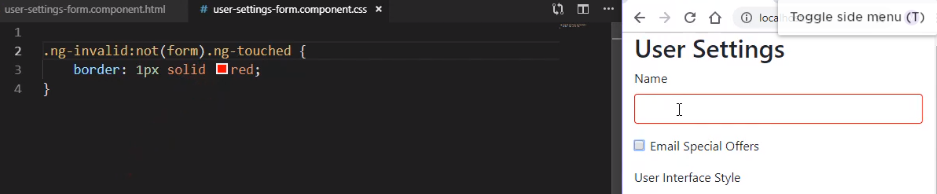 user-settings-form.component.html
# user-settings-form.component.css ×
1
2 .ng-invalid:not(form).ng-touched {
3 border: 1px solid red;
4 }
Toggle side menu (T)
User Settings
Name
Email Special Offers
User Interface Style